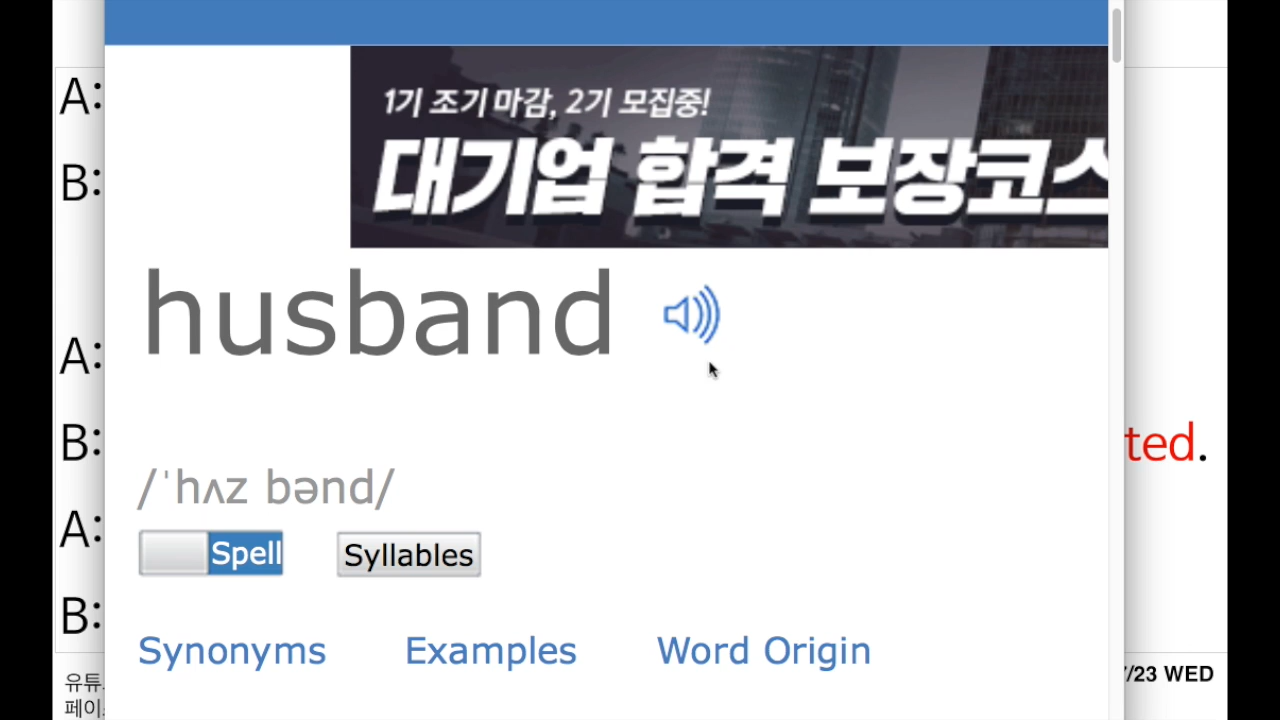 1기 조기 마감, 2기 모집중!
대기업 합격 보장코스
A:
B:
husband
A:
B:
ted.
/ˈhʌz bənd/
A:
Spell
Syllables
B:
Synonyms
Examples
Word Origin
/23 WED
유튜
페이